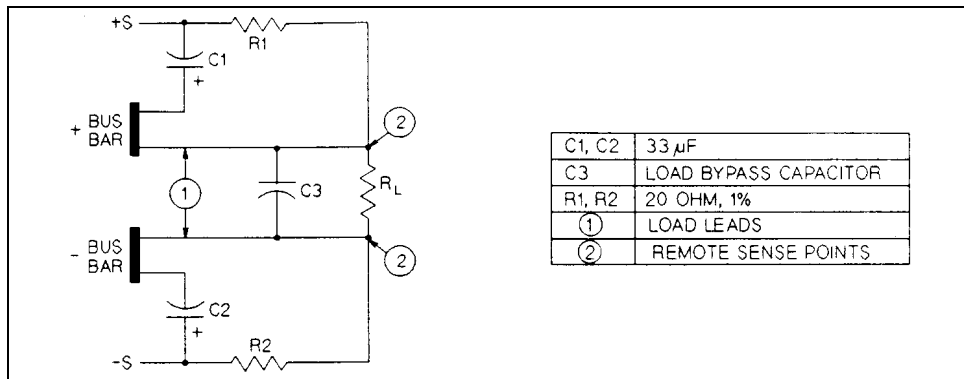 +S
R1
C1
+
+ BUS
BAR
2
1
C3
RL
- BUS
BAR
2
C2
+
R2
-S
C1, C2 33 µF
C3 LOAD BYPASS CAPACITOR
R1, R2 20 OHM, 1%
1 LOAD LEADS
2 REMOTE SENSE POINTS